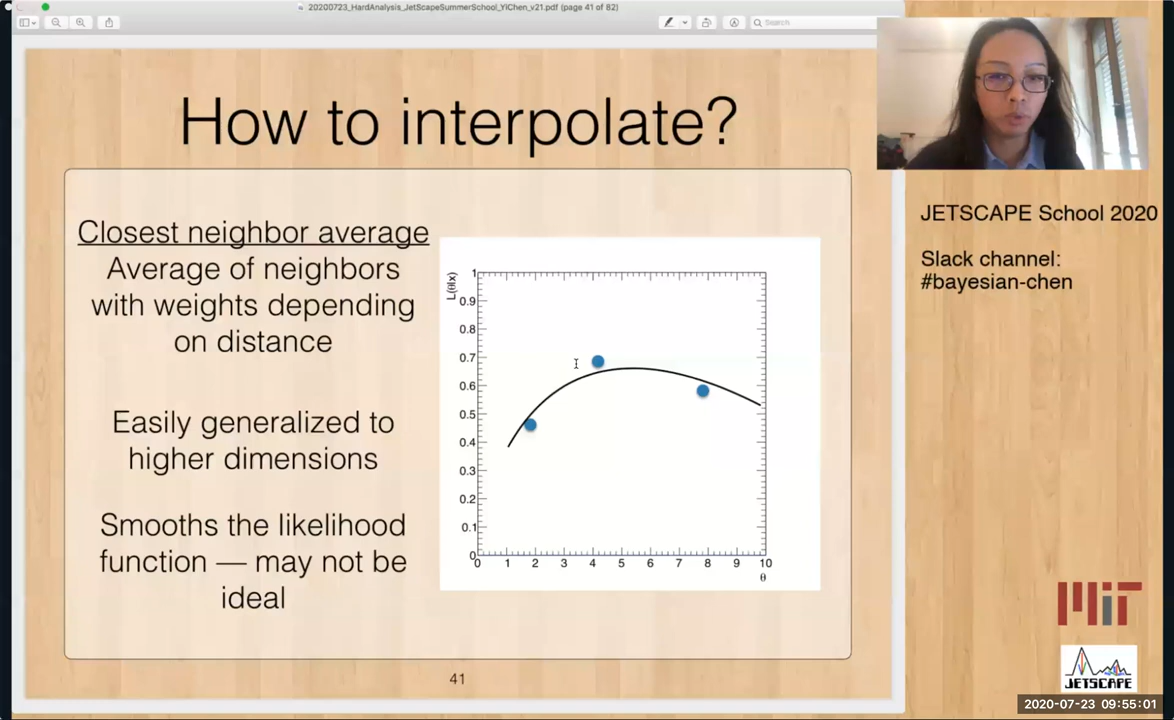 20200723_HardAnalysis_JetScapeSummerSchool_YiChen_v21.pdf (page 41 of 82)
Search
How to interpolate?
Closest neighbor average
Average of neighbors
with weights depending
on distance
Easily generalized to
higher dimensions
Smooths the likelihood
function — may not be
ideal
L(θ|x)
1
0.9
0.8
0.7
0.6
0.5
0.4
0.3
0.2
0.1
0
0 1 2 3 4 5 6 7 8 9 10
θ
41
JETSCAPE School 2020
Slack channel:
#bayesian-chen
MIT
JETSCAPE
2020-07-23 09:55:01